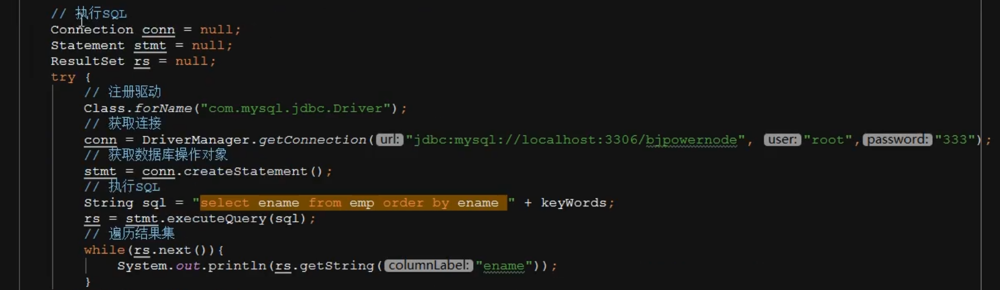 // 执行SQL
Connection conn = null;
Statement stmt = null;
ResultSet rs = null;
try {
// 注册驱动
Class.forName("com.mysql.jdbc.Driver");
// 获取连接
conn = DriverManager.getConnection( url: "jdbc:mysql://localhost:3306/bjpowernode", user: "root", password: "333");
// 获取数据库操作对象
stmt = conn.createStatement();
// 执行SQL
String sql = "select ename from emp order by ename " + keyWords;
rs = stmt.executeQuery(sql);
// 遍历结果集
while(rs.next()){
System.out.println(rs.getString( columnLabel: "ename"));
}